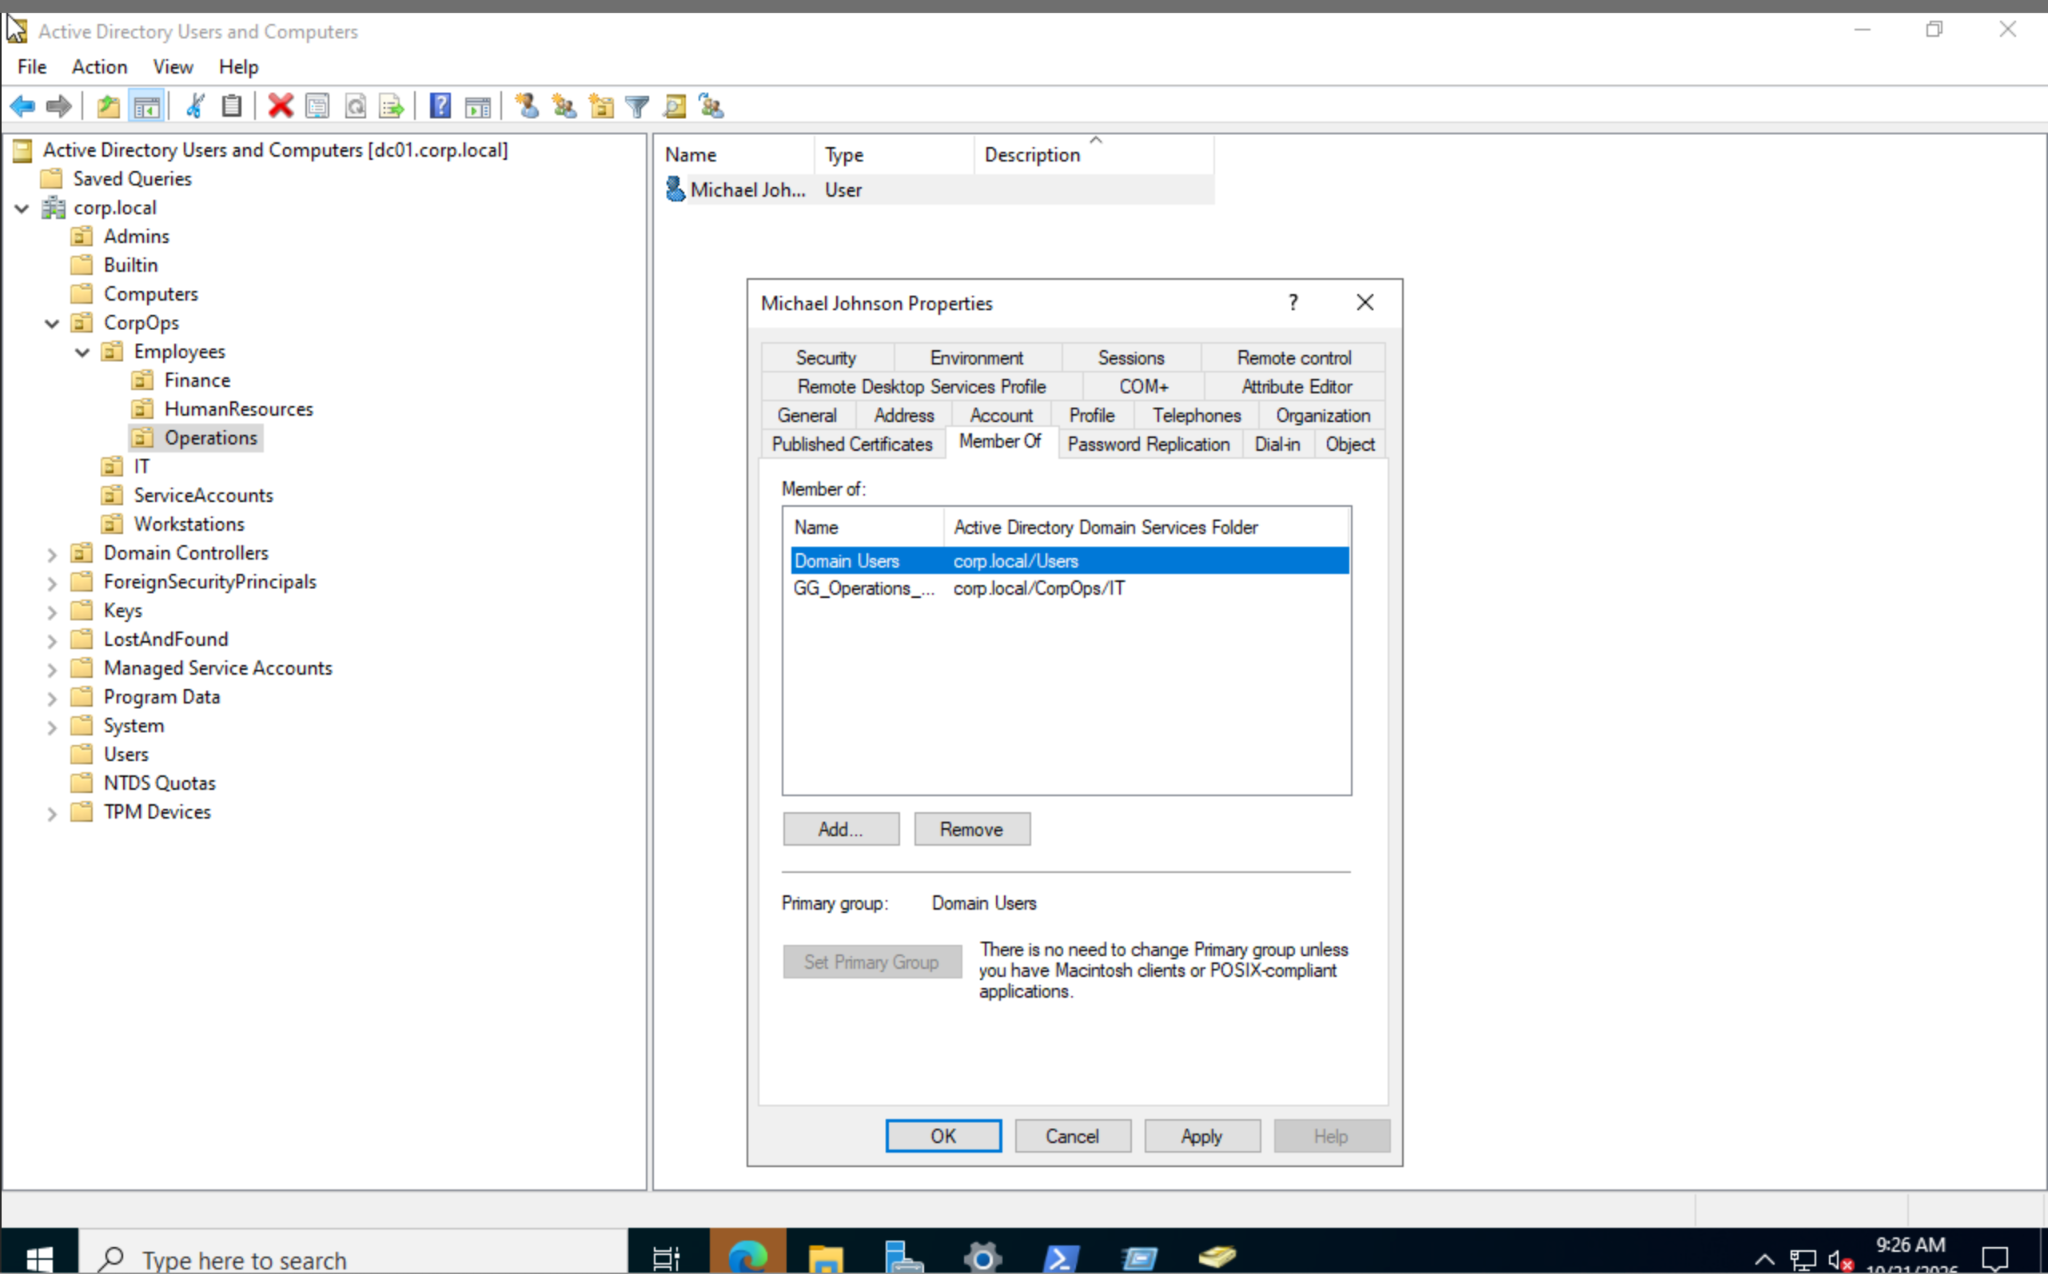 Active Directory Users and Computers
File Action View Help
Active Directory Users and Computers [dc01.corp.local]
Saved Queries
corp.local
Admins
Builtin
Computers
CorpOps
Employees
Finance
HumanResources
Operations
IT
ServiceAccounts
Workstations
Domain Controllers
ForeignSecurityPrincipals
Keys
LostAndFound
Managed Service Accounts
Program Data
System
Users
NTDS Quotas
TPM Devices
Name Type Description
Michael Joh... User
Michael Johnson Properties
Security Environment Sessions Remote control
Remote Desktop Services Profile COM+ Attribute Editor
General Address Account Profile Telephones Organization
Published Certificates Member Of Password Replication Dial-in Object
Member of:
Name Active Directory Domain Services Folder
Domain Users corp.local/Users
GG_Operations_... corp.local/CorpOps/IT
Add... Remove
Primary group: Domain Users
Set Primary Group
There is no need to change Primary group unless
you have Macintosh clients or POSIX-compliant
applications.
OK Cancel Apply Help
Type here to search
9:26 AM